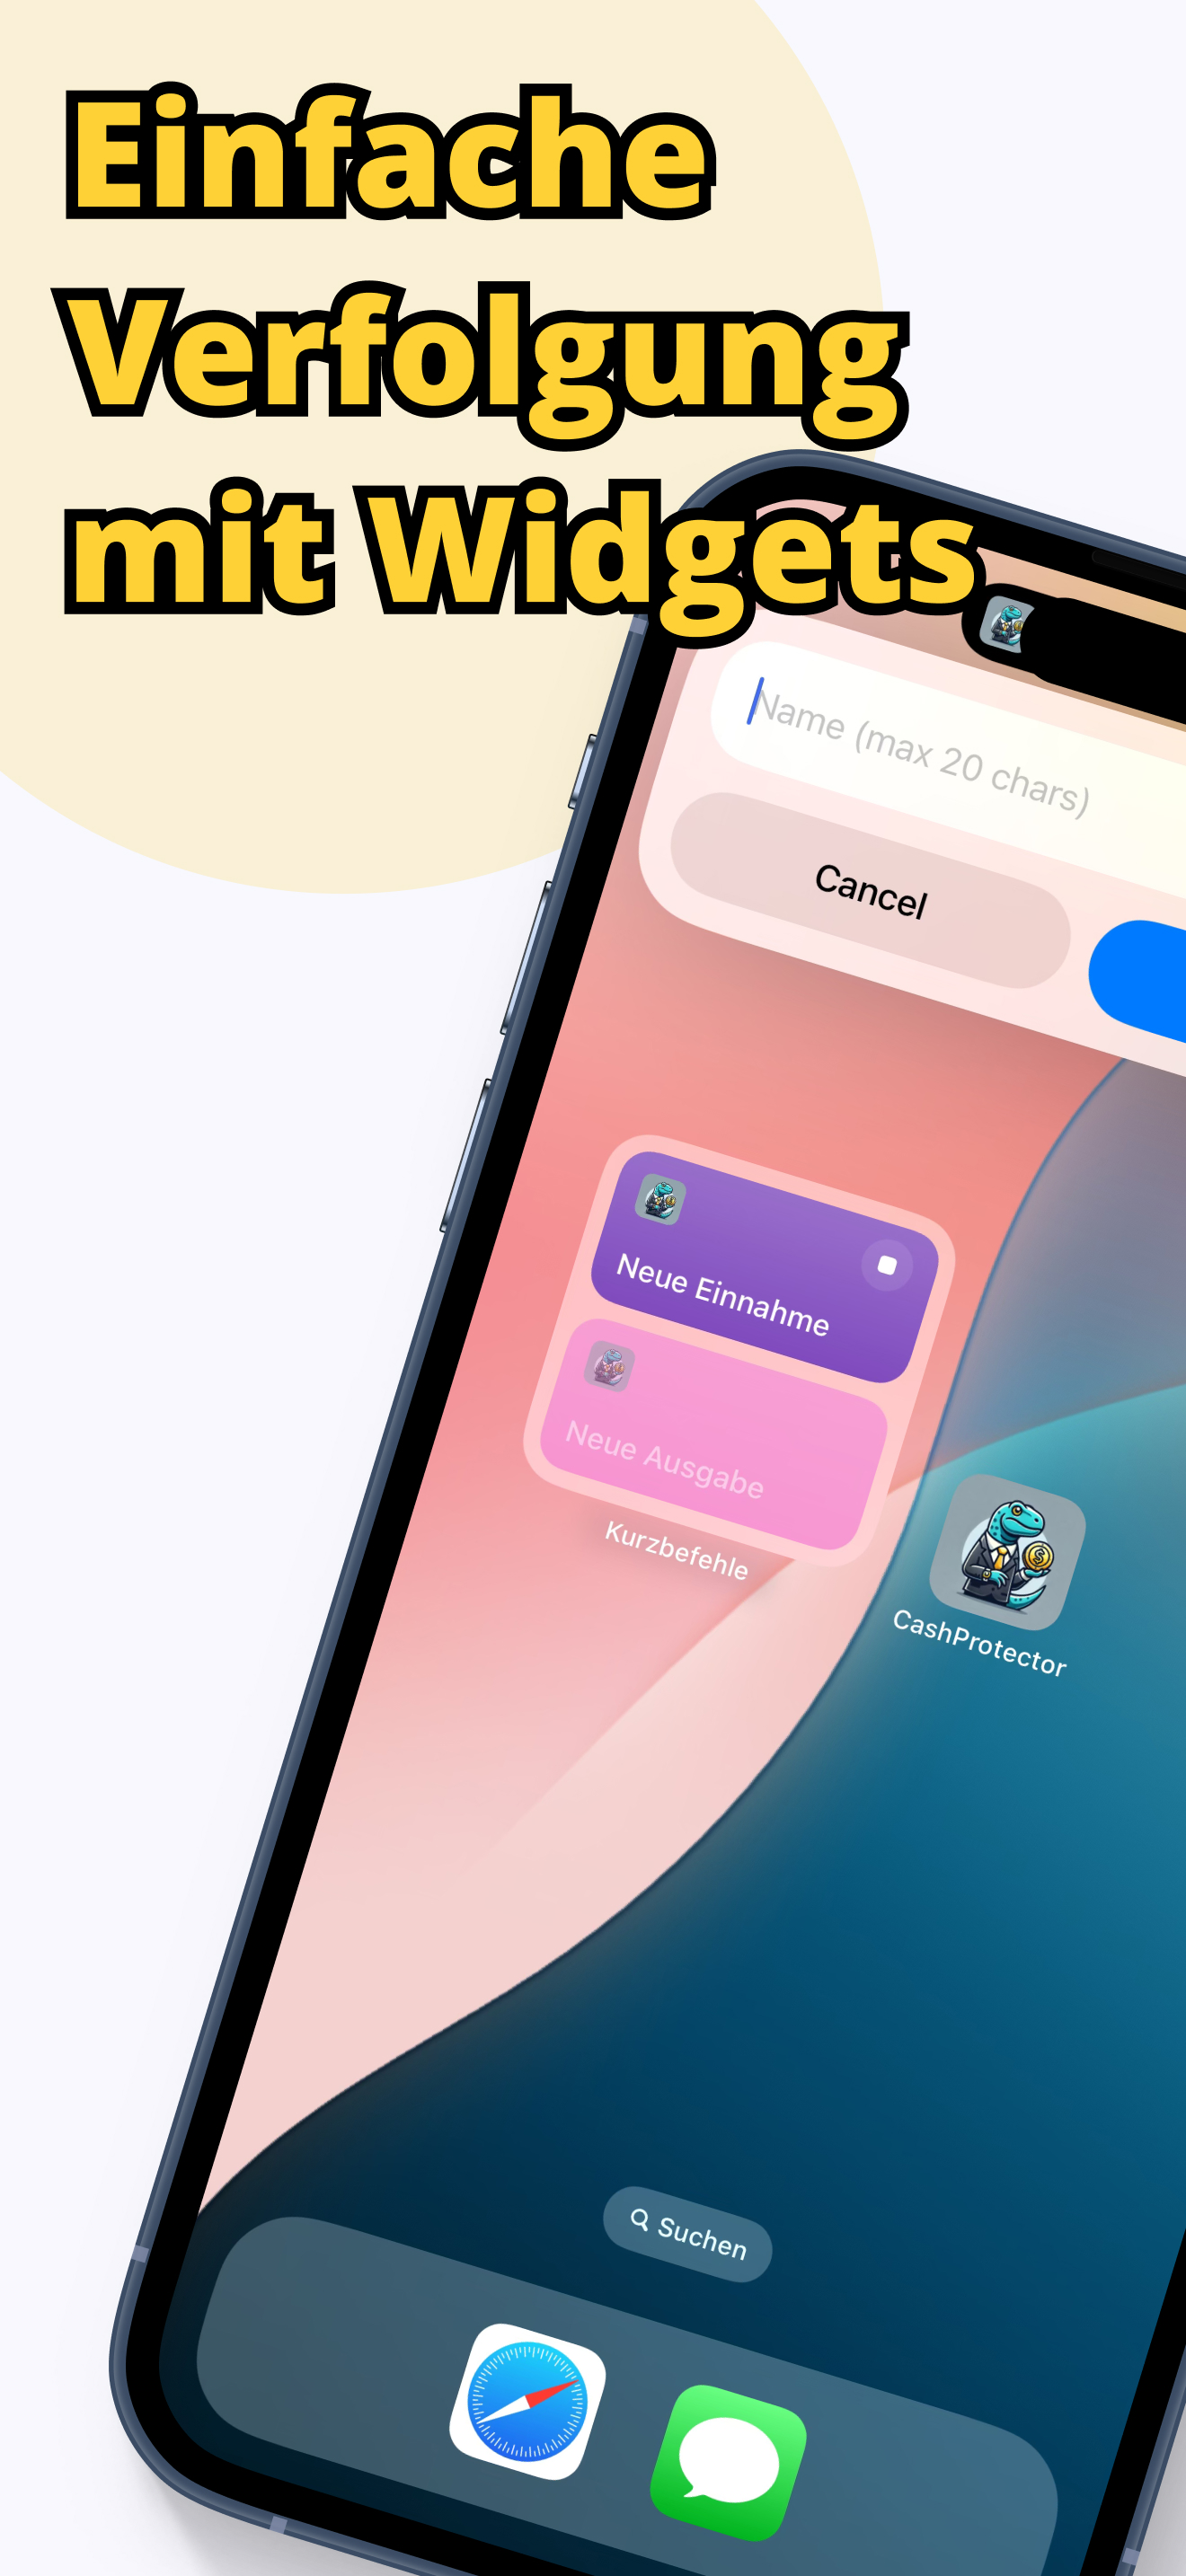 Einfache
Verfolgung
mit Widgets
Name (max 20 chars)
Cancel
Neue Einnahme
Neue Ausgabe
Kurzbefehle
CashProtector
Suchen